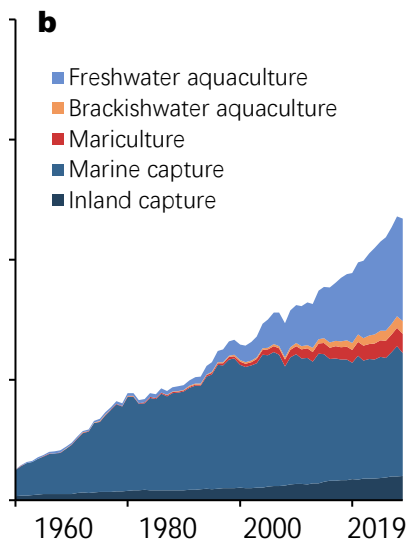 b
Freshwater aquaculture
Brackishwater aquaculture
Mariculture
Marine capture
Inland capture
1960 1980 2000 2019